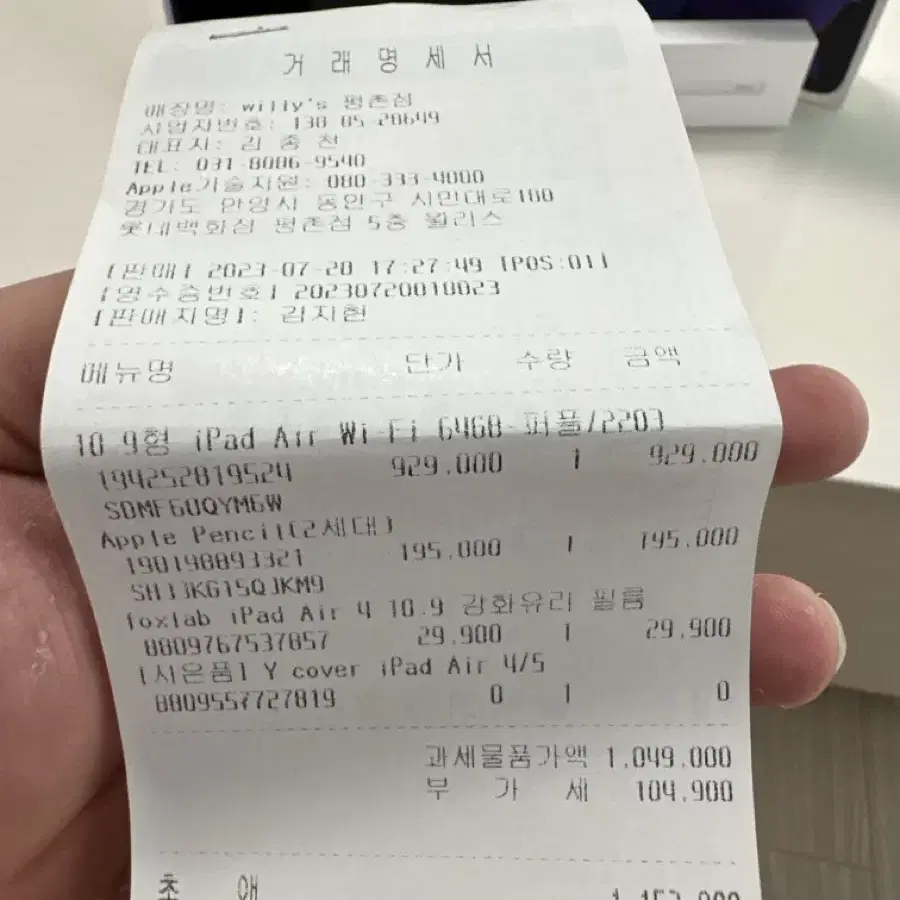 거 래 명 세 서
매장명: willy's 평촌점
사업자번호: 138-05-20649
대표자: 김 종 천
TEL: 031-8086-9540
Apple기술지원: 080-333-4000
경기도 안양시 동안구 시민대로180
롯데백화점 평촌점 5층 윌리스
[판매] 2023-07-20 17:27:49 [POS:01]
[영수증번호] 20230720010023
[판매자명]: 김지현
메뉴명 단가 수량 금액
10.9형 iPad Air Wi-Fi 64GB-퍼플/2203
194252819524 929.000 1 929.000
SDMF6UQYMGW
Apple Pencil(2세대)
190198893321 195.000 1 195.000
SHJJKG15QJKM9
foxlab iPad Air 4 10.9 강화유리 필름
8809767537857 29.900 1 29.900
[사은품] Y cover iPad Air 4/5
8809557727819 0 1 0
과세물품가액 1,049.000
부 가 세 104.900
총 액